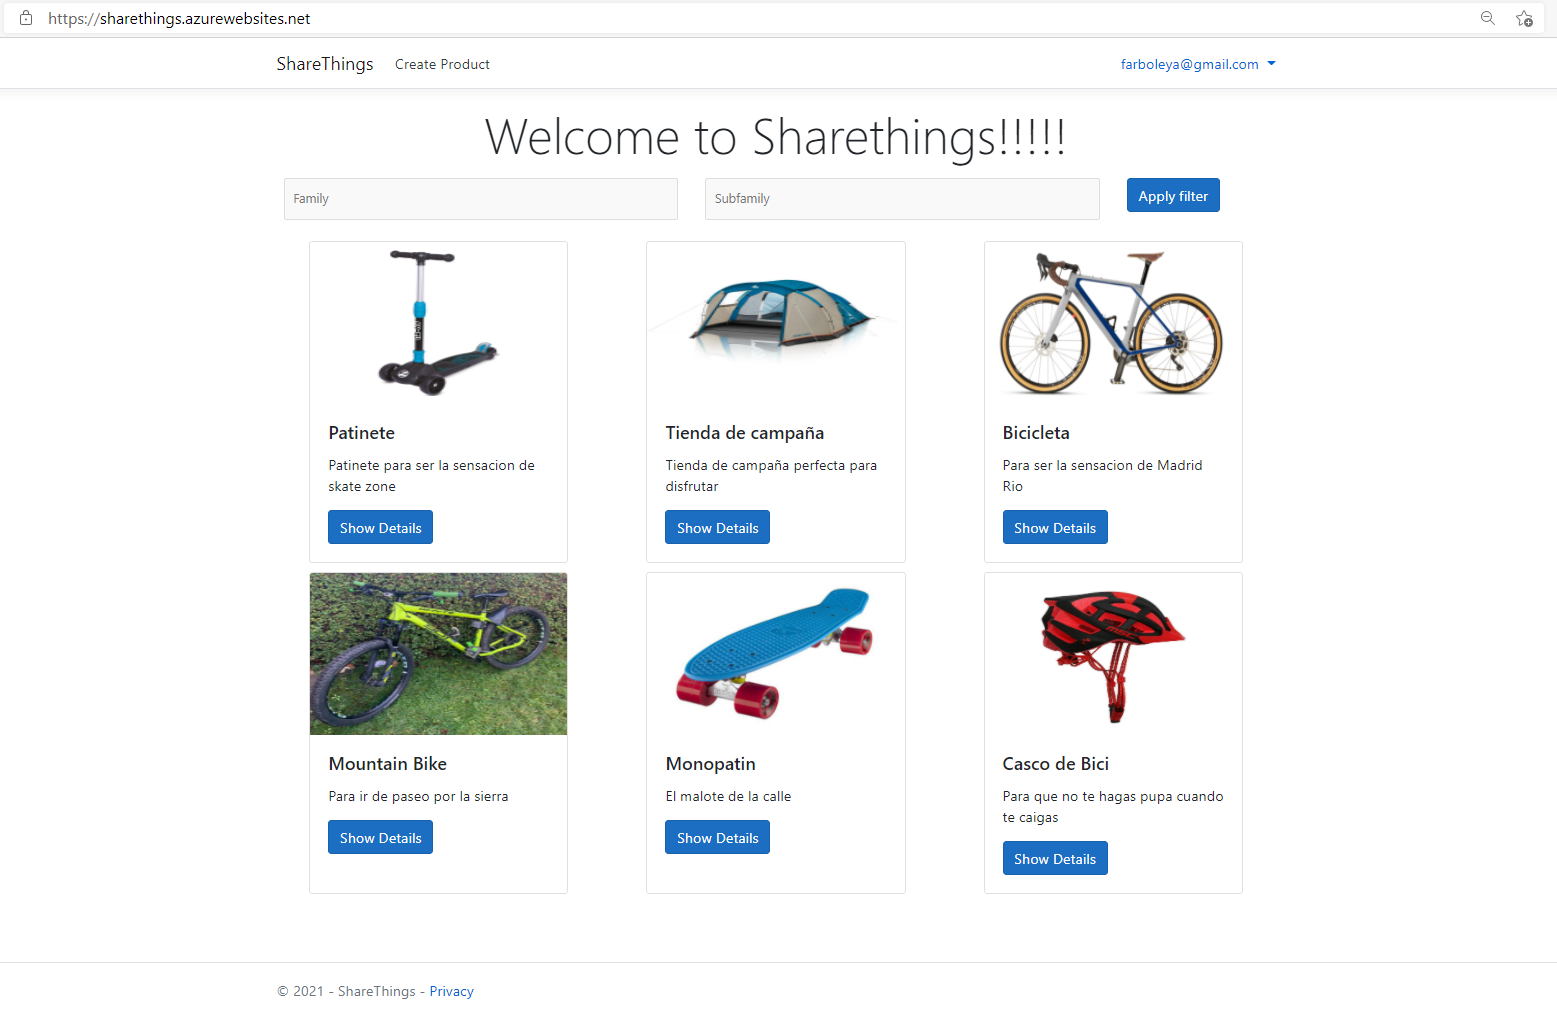 https://sharethings.azurewebsites.net
ShareThings Create Product farboleya@gmail.com
Welcome to Sharethings!!!!!
Family Subfamily Apply filter
Patinete
Patinete para ser la sensacion de
skate zone
Show Details
Tienda de campaña
Tienda de campaña perfecta para
disfrutar
Show Details
Bicicleta
Para ser la sensacion de Madrid
Rio
Show Details
Mountain Bike
Para ir de paseo por la sierra
Show Details
Monopatin
El malote de la calle
Show Details
Casco de Bici
Para que no te hagas pupa cuando
te caigas
Show Details
© 2021 - ShareThings - Privacy